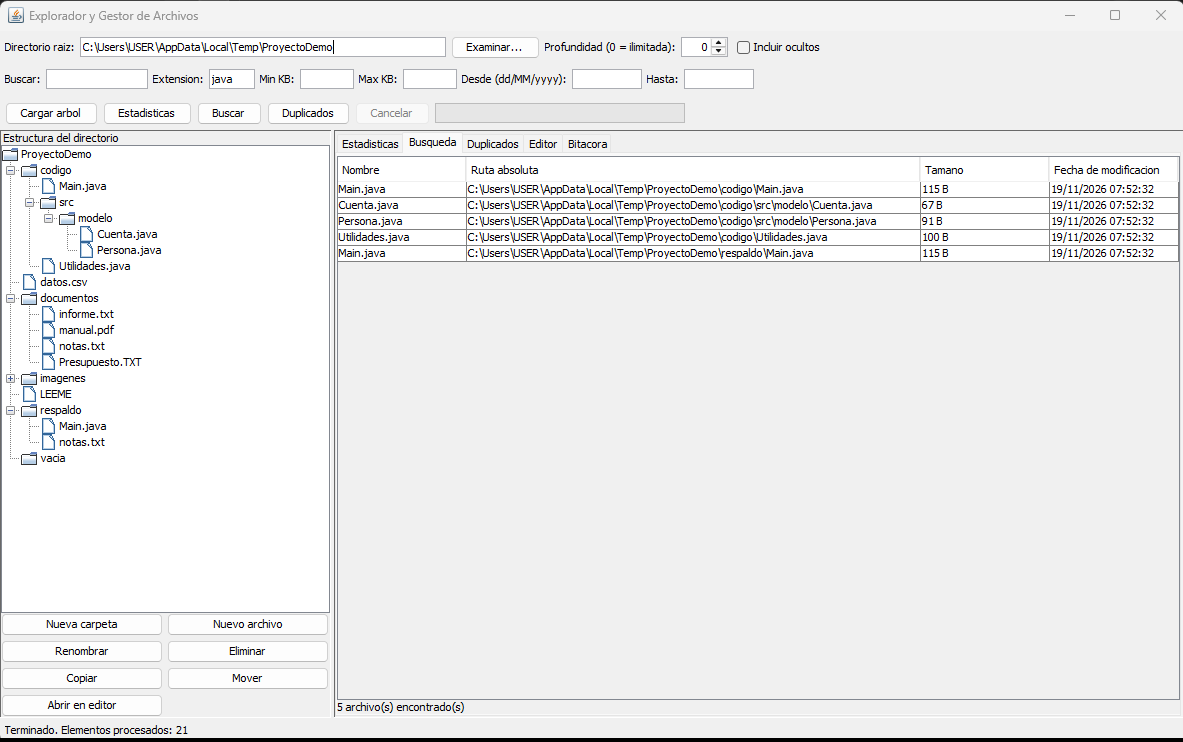 Explorador y Gestor de Archivos
Directorio raiz: C:\Users\USER\AppData\Local\Temp\ProyectoDemo Examinar... Profundidad (0 = ilimitada): 0 Incluir ocultos
Buscar: Extension: java Min KB: Max KB: Desde (dd/MM/yyyy): Hasta:
Cargar arbol Estadisticas Buscar Duplicados Cancelar
Estructura del directorio
ProyectoDemo
codigo
Main.java
src
modelo
Cuenta.java
Persona.java
Utilidades.java
datos.csv
documentos
informe.txt
manual.pdf
notas.txt
Presupuesto.TXT
imagenes
LEEME
respaldo
Main.java
notas.txt
vacia
Nueva carpeta Nuevo archivo
Renombrar Eliminar
Copiar Mover
Abrir en editor
Estadisticas Busqueda Duplicados Editor Bitacora
Nombre Ruta absoluta Tamano Fecha de modificacion
Main.java C:\Users\USER\AppData\Local\Temp\ProyectoDemo\codigo\Main.java 115 B 19/11/2026 07:52:32
Cuenta.java C:\Users\USER\AppData\Local\Temp\ProyectoDemo\codigo\src\modelo\Cuenta.java 67 B 19/11/2026 07:52:32
Persona.java C:\Users\USER\AppData\Local\Temp\ProyectoDemo\codigo\src\modelo\Persona.java 91 B 19/11/2026 07:52:32
Utilidades.java C:\Users\USER\AppData\Local\Temp\ProyectoDemo\codigo\Utilidades.java 100 B 19/11/2026 07:52:32
Main.java C:\Users\USER\AppData\Local\Temp\ProyectoDemo\respaldo\Main.java 115 B 19/11/2026 07:52:32
5 archivo(s) encontrado(s)
Terminado. Elementos procesados: 21